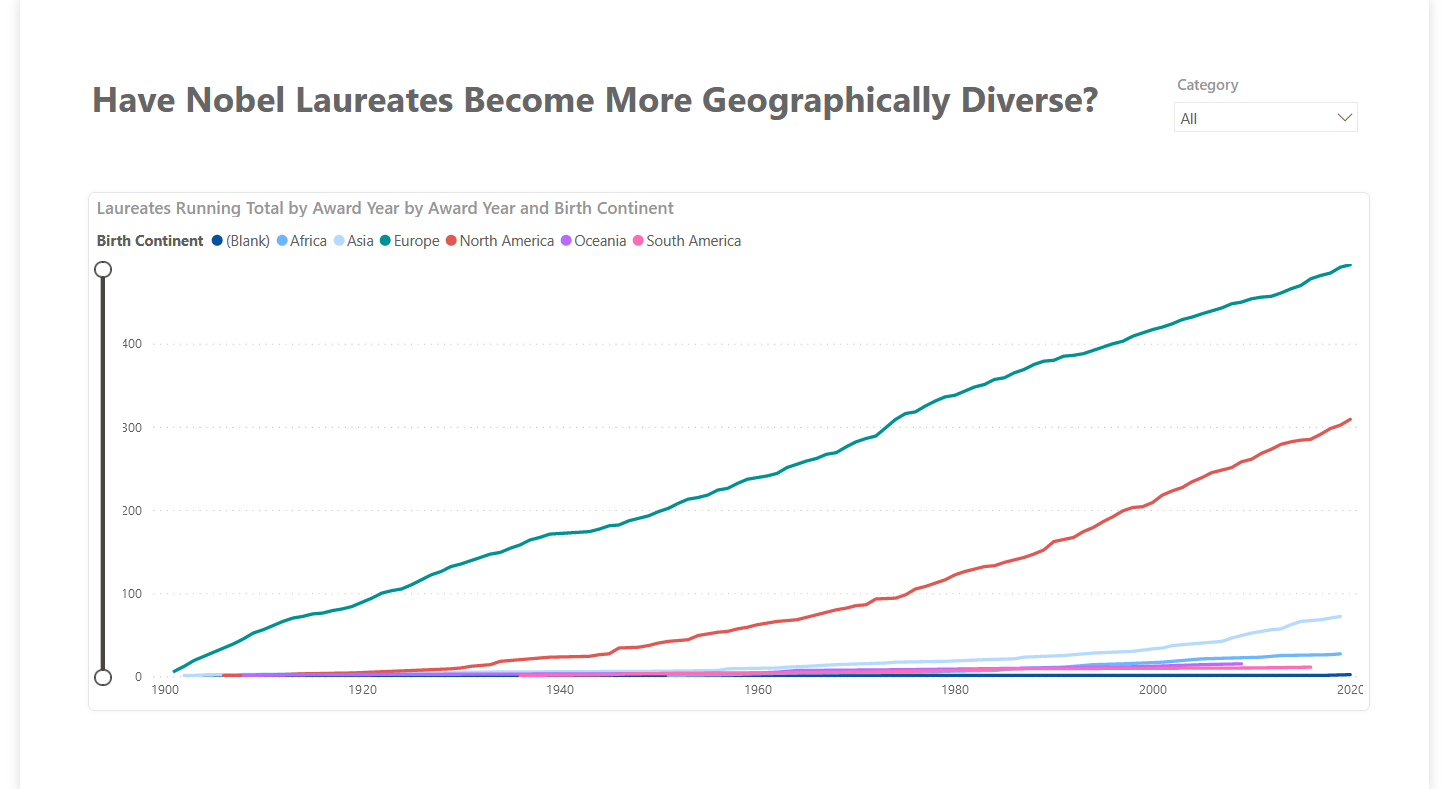 Have Nobel Laureates Become More Geographically Diverse?
Category
All
Laureates Running Total by Award Year by Award Year and Birth Continent
Birth Continent (Blank) Africa Asia Europe North America Oceania South America
400
300
200
100
0
1900 1920 1940 1960 1980 2000 2020